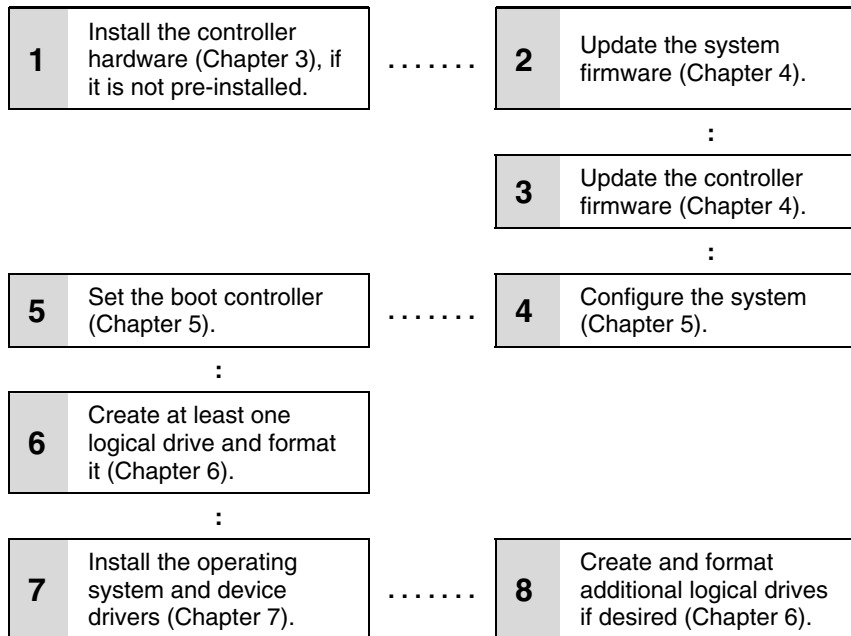 1
Install the controller
hardware (Chapter 3), if
it is not pre-installed.
.......
2
Update the system
firmware (Chapter 4).
:
3
Update the controller
firmware (Chapter 4).
:
4
Configure the system
(Chapter 5).
.......
5
Set the boot controller
(Chapter 5).
:
6
Create at least one
logical drive and format
it (Chapter 6).
:
7
Install the operating
system and device
drivers (Chapter 7).
.......
8
Create and format
additional logical drives
if desired (Chapter 6).